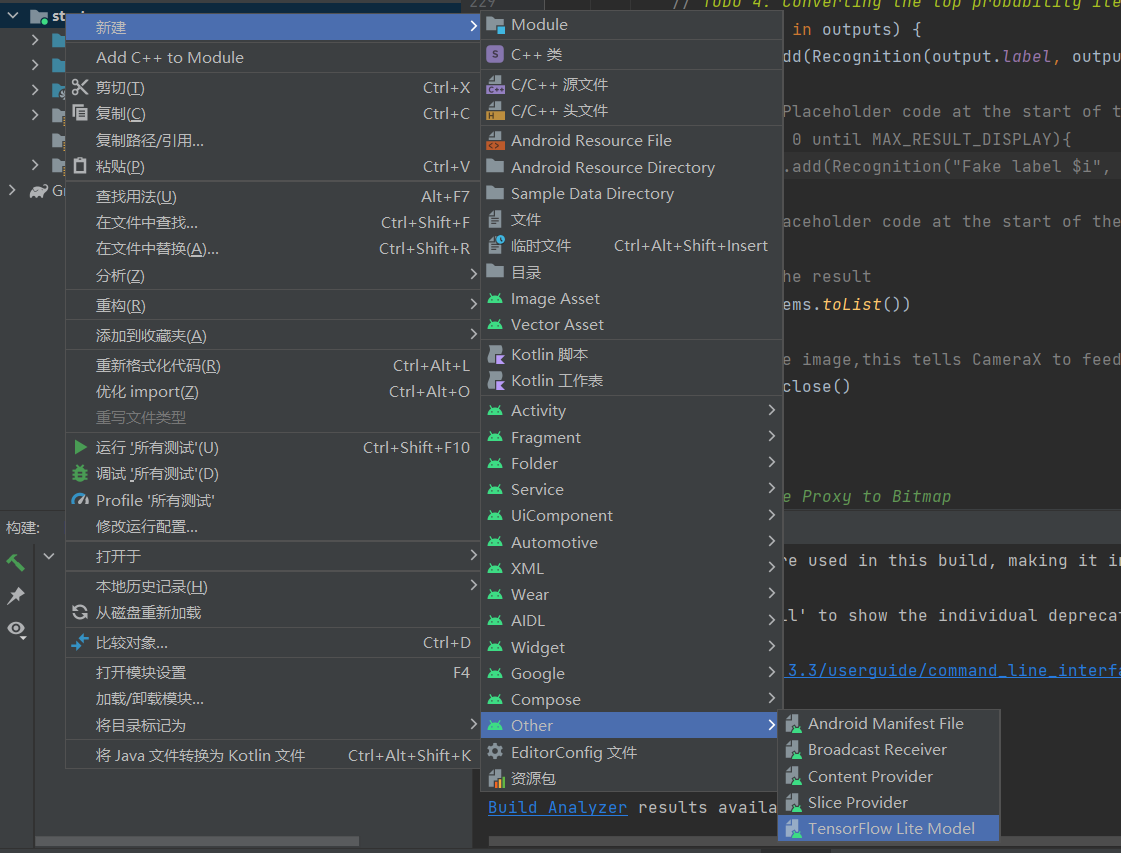 229
// TODO 4: Converting the top probability ite
st
新建
Add C++ to Module
剪切(T) Ctrl+X
复制(C) Ctrl+C
复制路径/引用...
粘贴(P) Ctrl+V
Gr
查找用法(U) Alt+F7
在文件中查找... Ctrl+Shift+F
在文件中替换(A)... Ctrl+Shift+R
分析(Z)
重构(R)
添加到收藏夹(A)
重新格式化代码(R) Ctrl+Alt+L
优化 import(Z) Ctrl+Alt+O
重写文件类型
运行 '所有测试'(U) Ctrl+Shift+F10
调试 '所有测试'(D)
Profile '所有测试'
修改运行配置...
打开于
本地历史记录(H)
从磁盘重新加载
比较对象... Ctrl+D
打开模块设置 F4
加载/卸载模块...
将目录标记为
将 Java 文件转换为 Kotlin 文件 Ctrl+Alt+Shift+K
构建:
Module
C++ 类
C/C++ 源文件
C/C++ 头文件
Android Resource File
Android Resource Directory
Sample Data Directory
文件
临时文件 Ctrl+Alt+Shift+Insert
目录
Image Asset
Vector Asset
Kotlin 脚本
Kotlin 工作表
Activity
Fragment
Folder
Service
UiComponent
Automotive
XML
Wear
AIDL
Widget
Google
Compose
Other
EditorConfig 文件
资源包
Android Manifest File
Broadcast Receiver
Content Provider
Slice Provider
TensorFlow Lite Model
in outputs) {
dd(Recognition(output.label, outpu
Placeholder code at the start of t
0 until MAX_RESULT_DISPLAY){
.add(Recognition("Fake label $i",
aceholder code at the start of the
he result
ems.toList())
e image,this tells CameraX to feed
close()
e Proxy to Bitmap
re used in this build, making it in
ll' to show the individual depreca
.3.3/userguide/command_line_interfa
Build Analyzer results availa